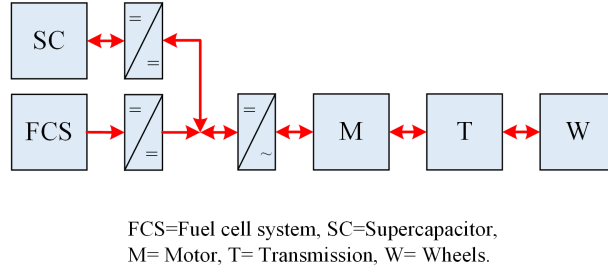 SC
=
=
FCS
=
=
=
~
M
T
W
FCS=Fuel cell system, SC=Supercapacitor,
M= Motor, T= Transmission, W= Wheels.